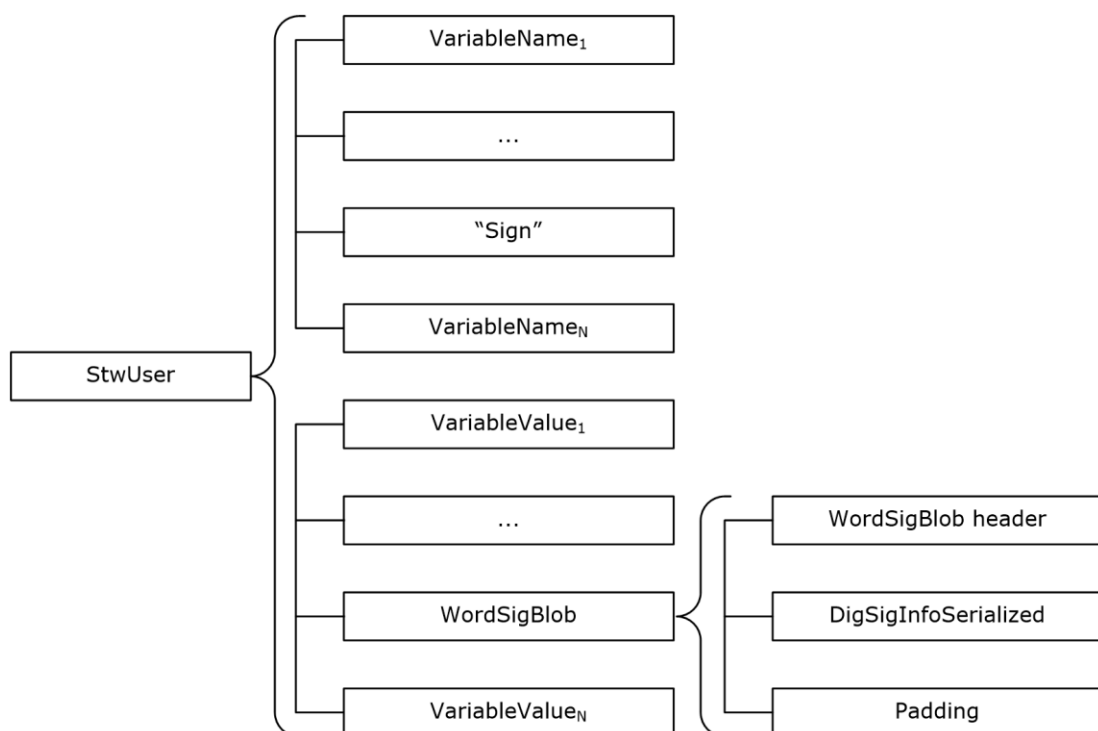 VariableName₁
...
“Sign”
VariableNameₙ
StwUser
VariableValue₁
...
WordSigBlob header
WordSigBlob
DigSigInfoSerialized
VariableValueₙ
Padding